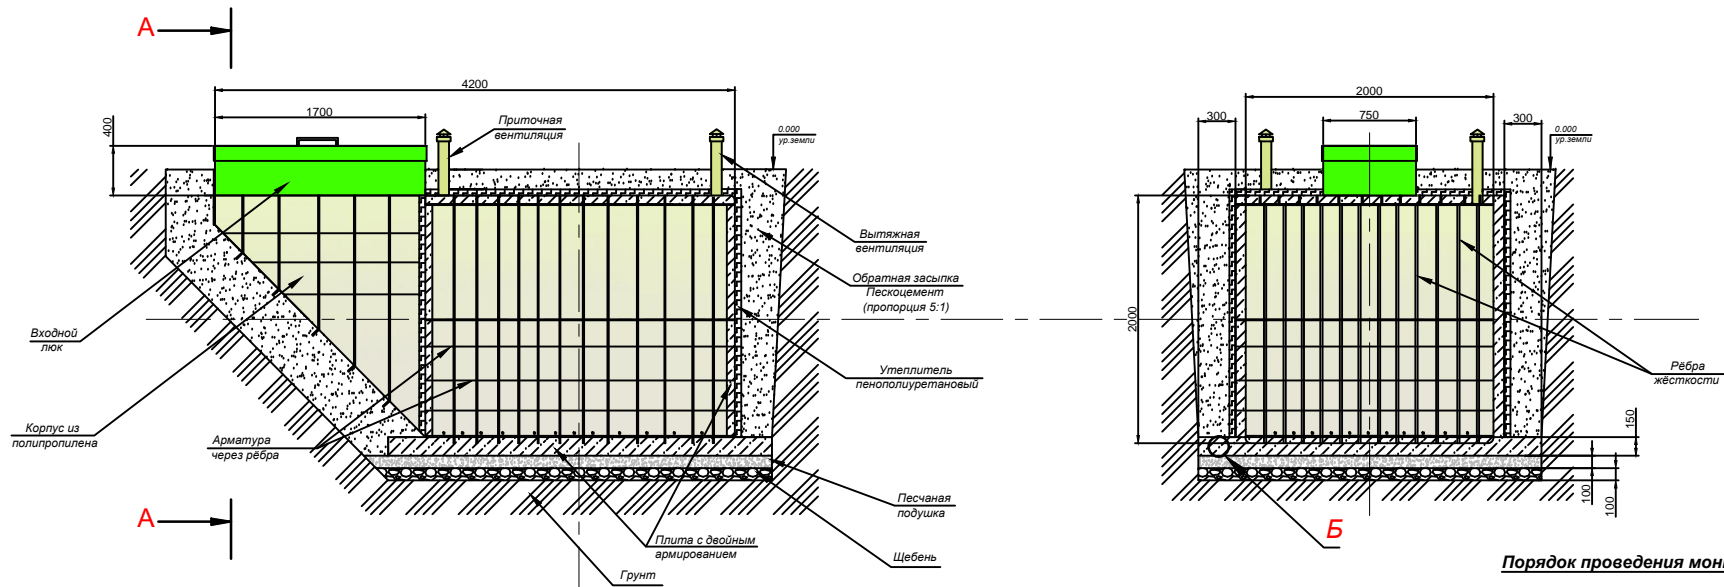 А
4200
1700
400
Приточная
вентиляция
0.000
ур.земли
Вытяжная
вентиляция
Обратная засыпка
Пескоцемент
(пропорция 5:1)
Входной
люк
Утеплитель
пенополиуретановый
Корпус из
полипропилена
Арматура
через рёбра
Песчаная
подушка
А
Плита с двойным
армированием
Щебень
Грунт
2000
300
750
300
0.000
ур.земли
2000
Рёбра
жёсткости
150
100
100
Б
Порядок проведения